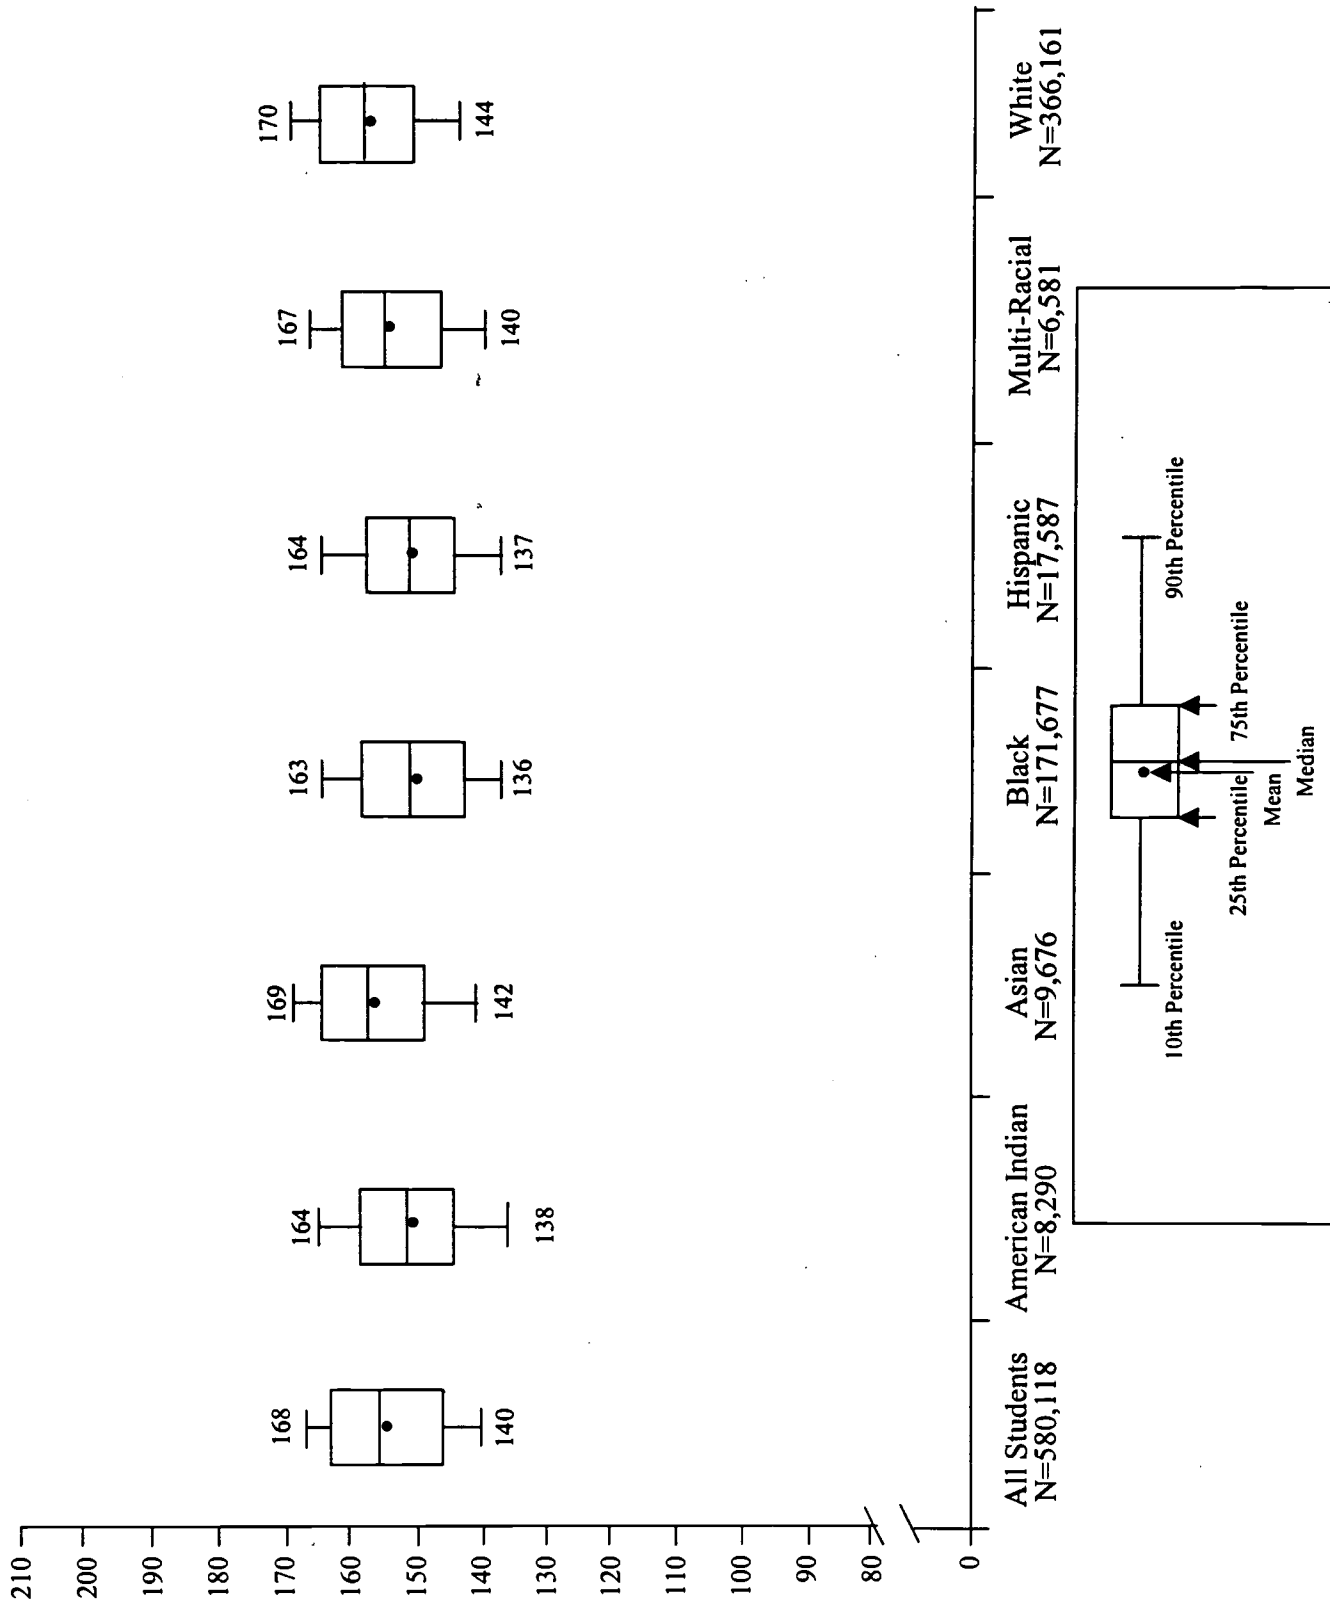 210
200
190
180
170
160
150
140
130
120
110
100
90
80
0
168
140
164
138
169
142
163
136
164
137
167
140
170
144
All Students
N=580,118
American Indian
N=8,290
Asian
N=9,676
Black
N=171,677
Hispanic
N=17,587
Multi-Racial
N=6,581
White
N=366,161
10th Percentile
90th Percentile
25th Percentile
75th Percentile
Mean
Median